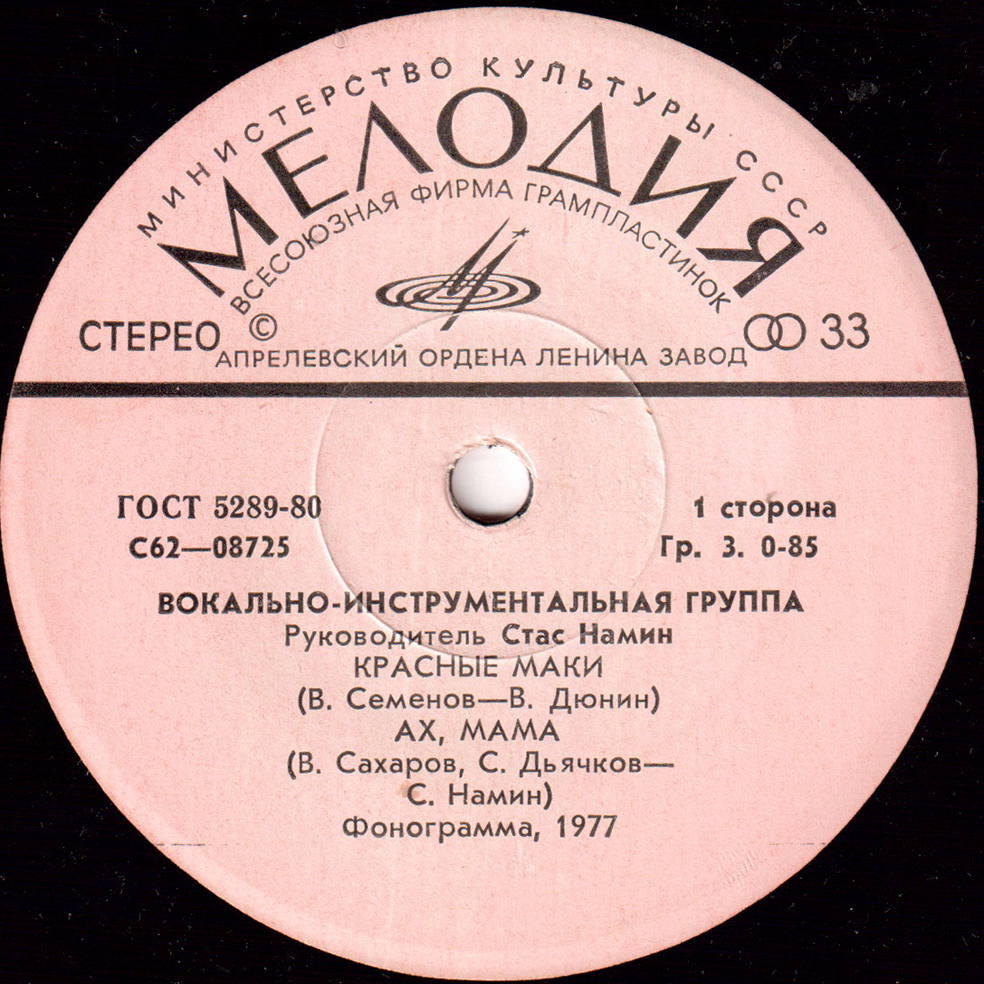 МИНИСТЕРСТВО КУЛЬТУРЫ СССР
МЕЛОДИЯ
ВСЕСОЮЗНАЯ ФИРМА ГРАМПЛАСТИНОК
СТЕРЕО ©
33
АПРЕЛЕВСКИЙ ОРДЕНА ЛЕНИНА ЗАВОД
ГОСТ 5289-80
1 сторона
С62—08725
Гр. 3. 0-85
ВОКАЛЬНО-ИНСТРУМЕНТАЛЬНАЯ ГРУППА
Руководитель Стас Намин
КРАСНЫЕ МАКИ
(В. Семенов—В. Дюнин)
АХ, МАМА
(В. Сахаров, С. Дьячков—
С. Намин)
Фонограмма, 1977